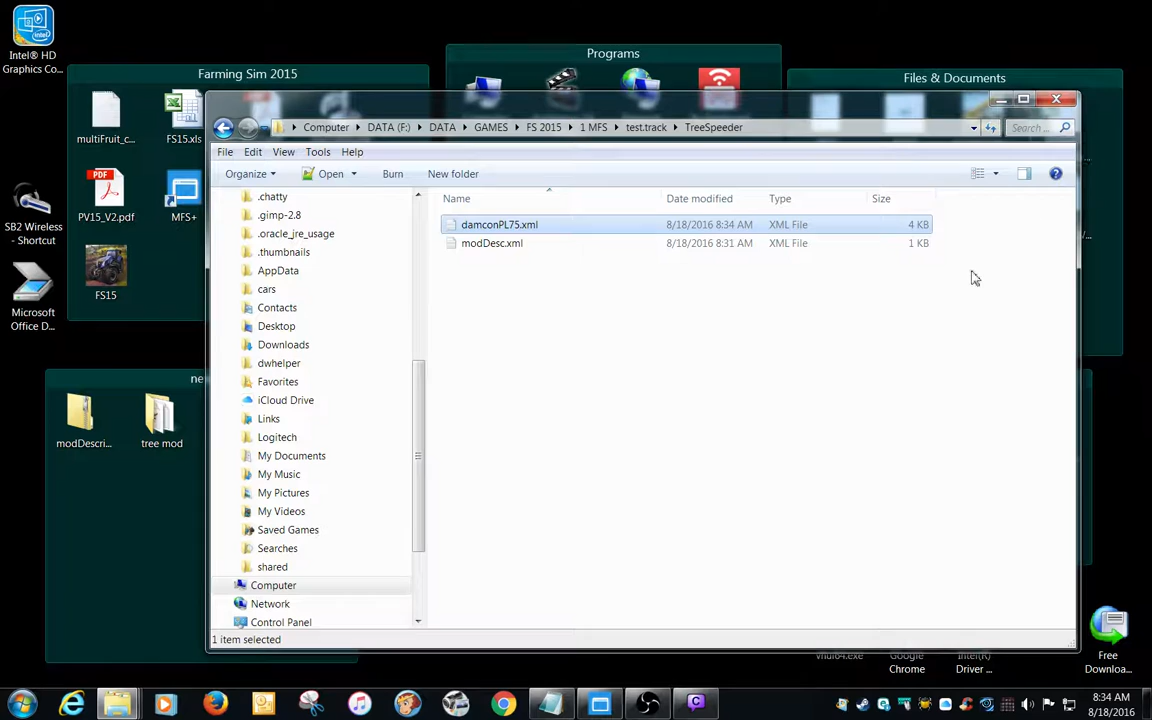 Intel® HD
Graphics Co...
Farming Sim 2015
Programs
Files & Documents
multiFruit_c...
FS15.xls
PDF
PV15_V2.pdf
MFS+
SB2 Wireless
- Shortcut
FS15
Microsoft
Office D...
ne
modDescri...
tree mod
Computer
DATA (F:)
DATA
GAMES
FS 2015
1 MFS
test.track
TreeSpeeder
Search...
File
Edit
View
Tools
Help
Organize
Open
Burn
New folder
.chatty
.gimp-2.8
.oracle_jre_usage
.thumbnails
AppData
cars
Contacts
Desktop
Downloads
dwhelper
Favorites
iCloud Drive
Links
Logitech
My Documents
My Music
My Pictures
My Videos
Saved Games
Searches
shared
Computer
Network
Control Panel
Name
Date modified
Type
Size
damconPL75.xml
8/18/2016 8:34 AM
XML File
4 KB
modDesc.xml
8/18/2016 8:31 AM
XML File
1 KB
1 item selected
Google
Chrome
Intel(R)
Driver ...
Free
Downloa...
8:34 AM
8/18/2016